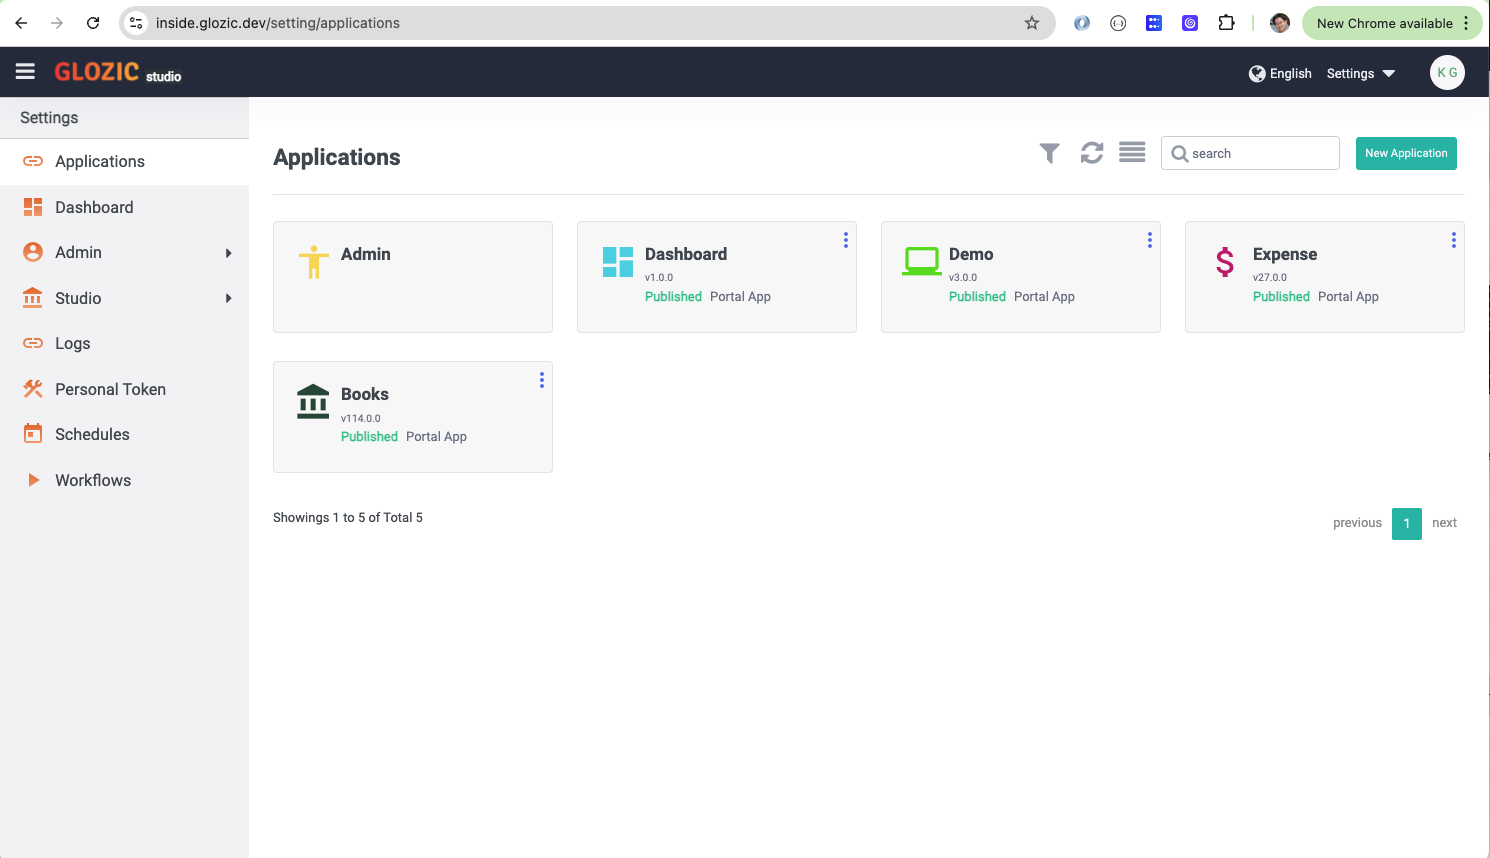 inside.glozic.dev/setting/applications
New Chrome available
GLOZIC studio
English
Settings
K G
Settings
Applications
Dashboard
Admin
Studio
Logs
Personal Token
Schedules
Workflows
Applications
search
New Application
Admin
Dashboard
v1.0.0
Published Portal App
Demo
v3.0.0
Published Portal App
Expense
v27.0.0
Published Portal App
Books
v114.0.0
Published Portal App
Showings 1 to 5 of Total 5
previous 1 next